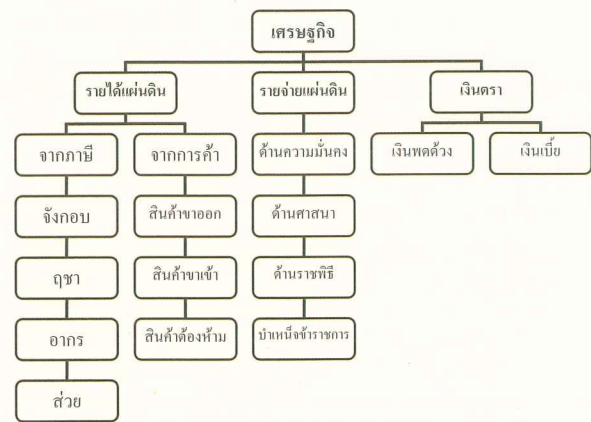 เศรษฐกิจ
รายได้แผ่นดิน
รายจ่ายแผ่นดิน
เงินตรา
จากภาษี
จากการค้า
ด้านความมั่นคง
เงินพดด้วง
เงินเบี้ย
จังกอบ
สินค้าขาออก
ด้านศาสนา
ฤชา
สินค้าขาเข้า
ด้านราชพิธี
อากร
สินค้าต้องห้าม
บำเหน็จข้าราชการ
ส่วย